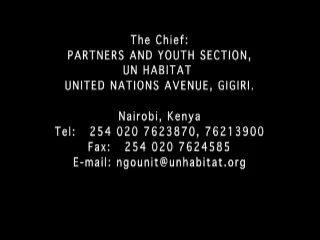 The Chief:
PARTNERS AND YOUTH SECTION,
UN HABITAT
UNITED NATIONS AVENUE, GIGIRI.
Nairobi, Kenya
Tel: 254 020 7623870, 76213900
Fax: 254 020 7624585
E-mail: ngounit@unhabitat.org